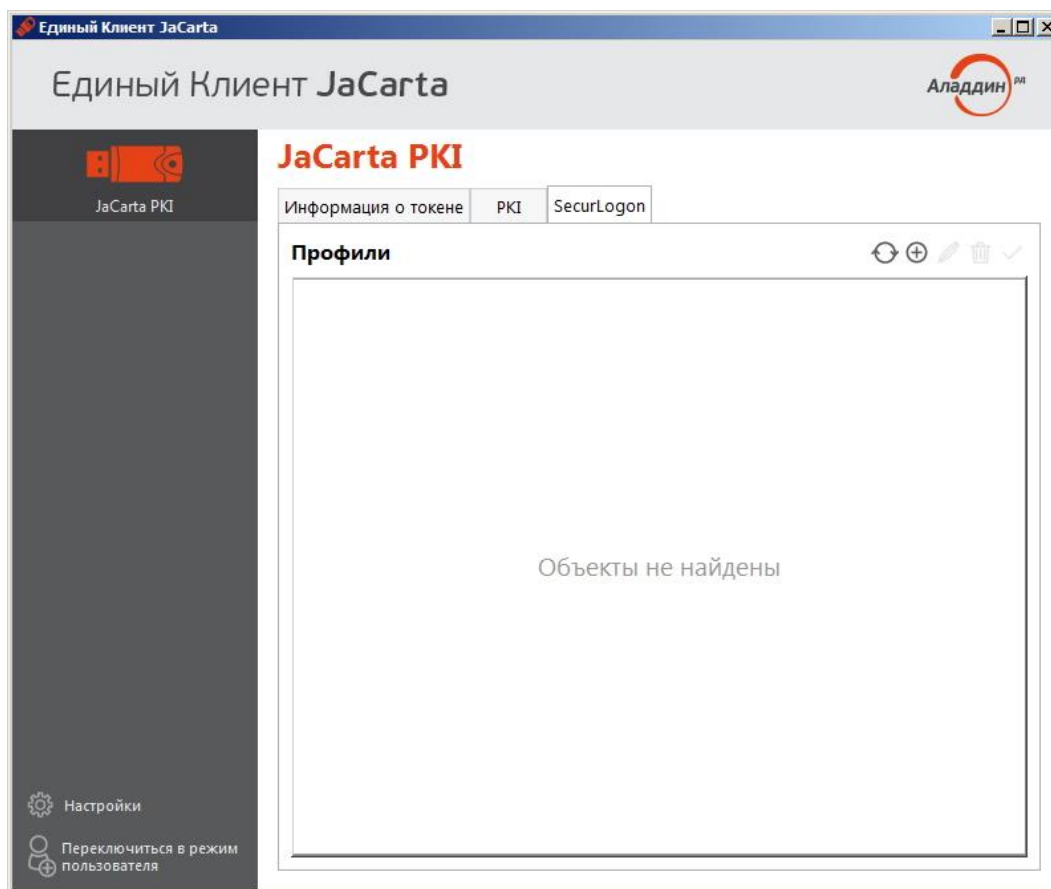 Единый Клиент JaCarta
Единый Клиент JaCarta
Аладдин РД
JaCarta PKI
JaCarta PKI
Информация о токене PKI SecurLogon
Профили
Объекты не найдены
Настройки
Переключиться в режим
пользователя